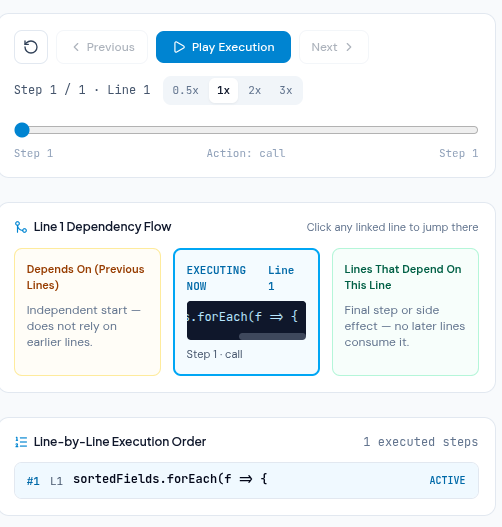 Previous
Play Execution
Next
Step 1 / 1 · Line 1
0.5x
1x
2x
3x
Step 1
Action: call
Step 1
Line 1 Dependency Flow
Click any linked line to jump there
Depends On (Previous
Lines)
Independent start —
does not rely on
earlier lines.
EXECUTING
NOW
Line
1
s.forEach(f => {
Step 1 · call
Lines That Depend On
This Line
Final step or side
effect — no later lines
consume it.
Line-by-Line Execution Order
1 executed steps
#1 L1 sortedFields.forEach(f => {
ACTIVE